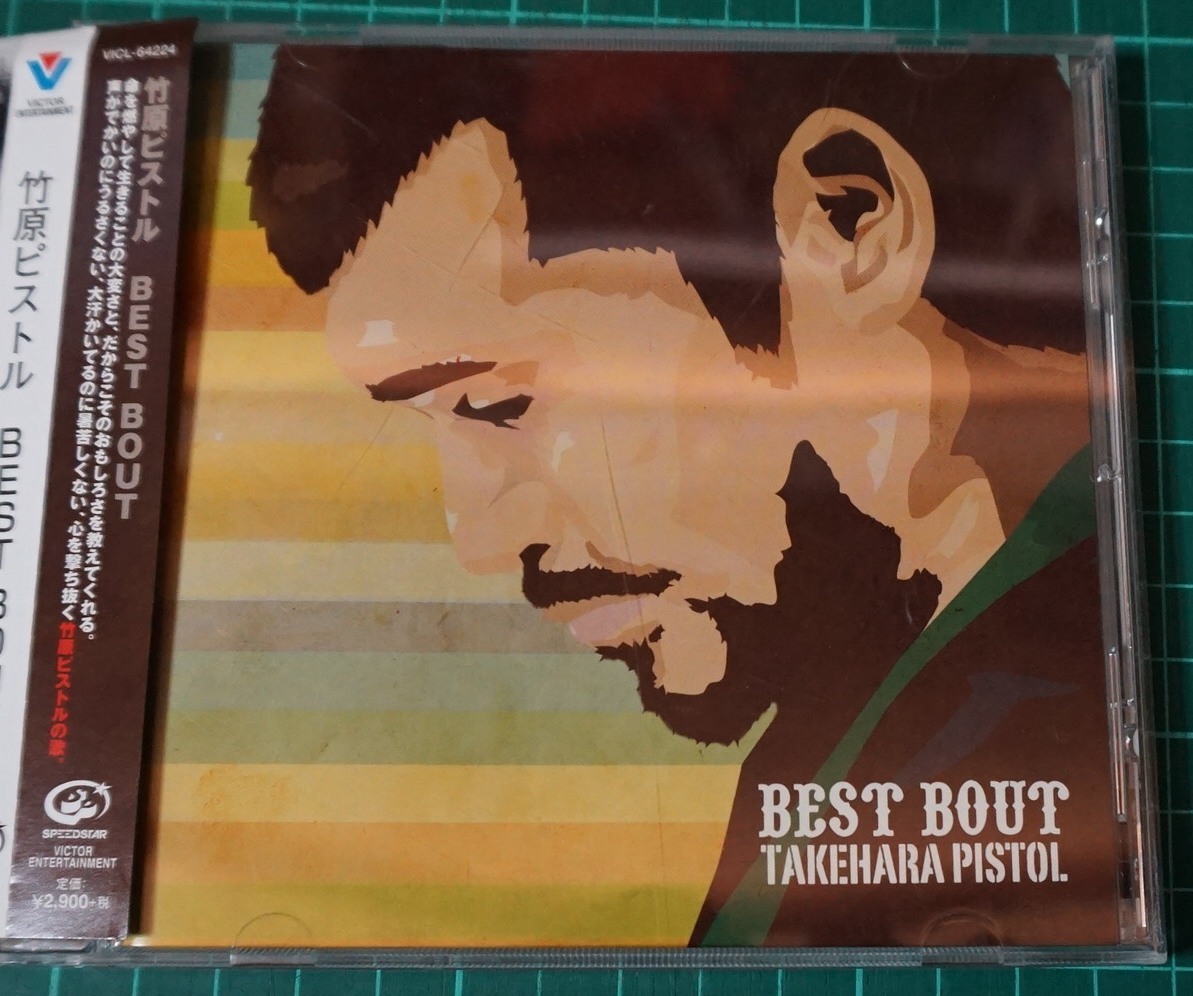 VICTOR
ENTERTAINMENT
竹原ピストル BEST BOUT
VICL-64224
竹原ピストル BEST BOUT
命を燃やして生きることの大変さと、だからこそのおもしろさを教えてくれる。
声がでかいのにうるさくない、大汗かいてるのに暑苦しくない、心を撃ち抜く竹原ピストルの歌。
SPEEDSTAR
VICTOR
ENTERTAINMENT
定価:
¥2,900+税
BEST BOUT
TAKEHARA PISTOL